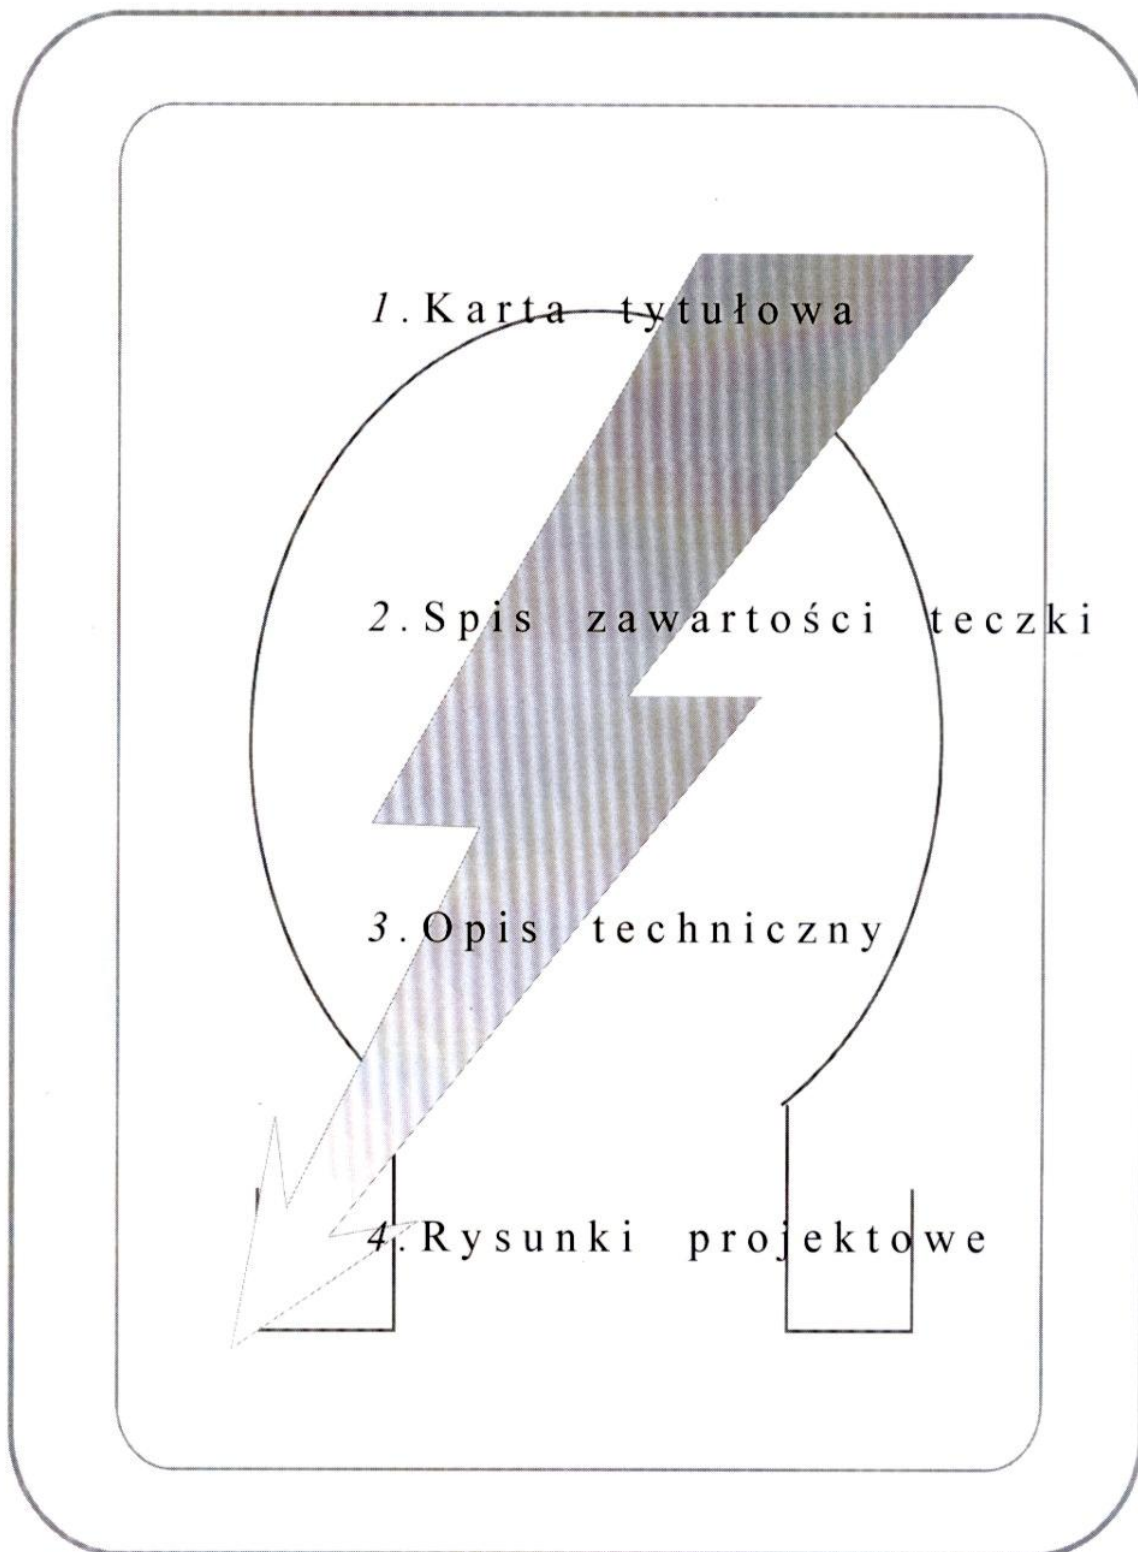 1. Karta tytułowa
2. Spis zawartości teczki
3. Opis techniczny
4. Rysunki projektowe